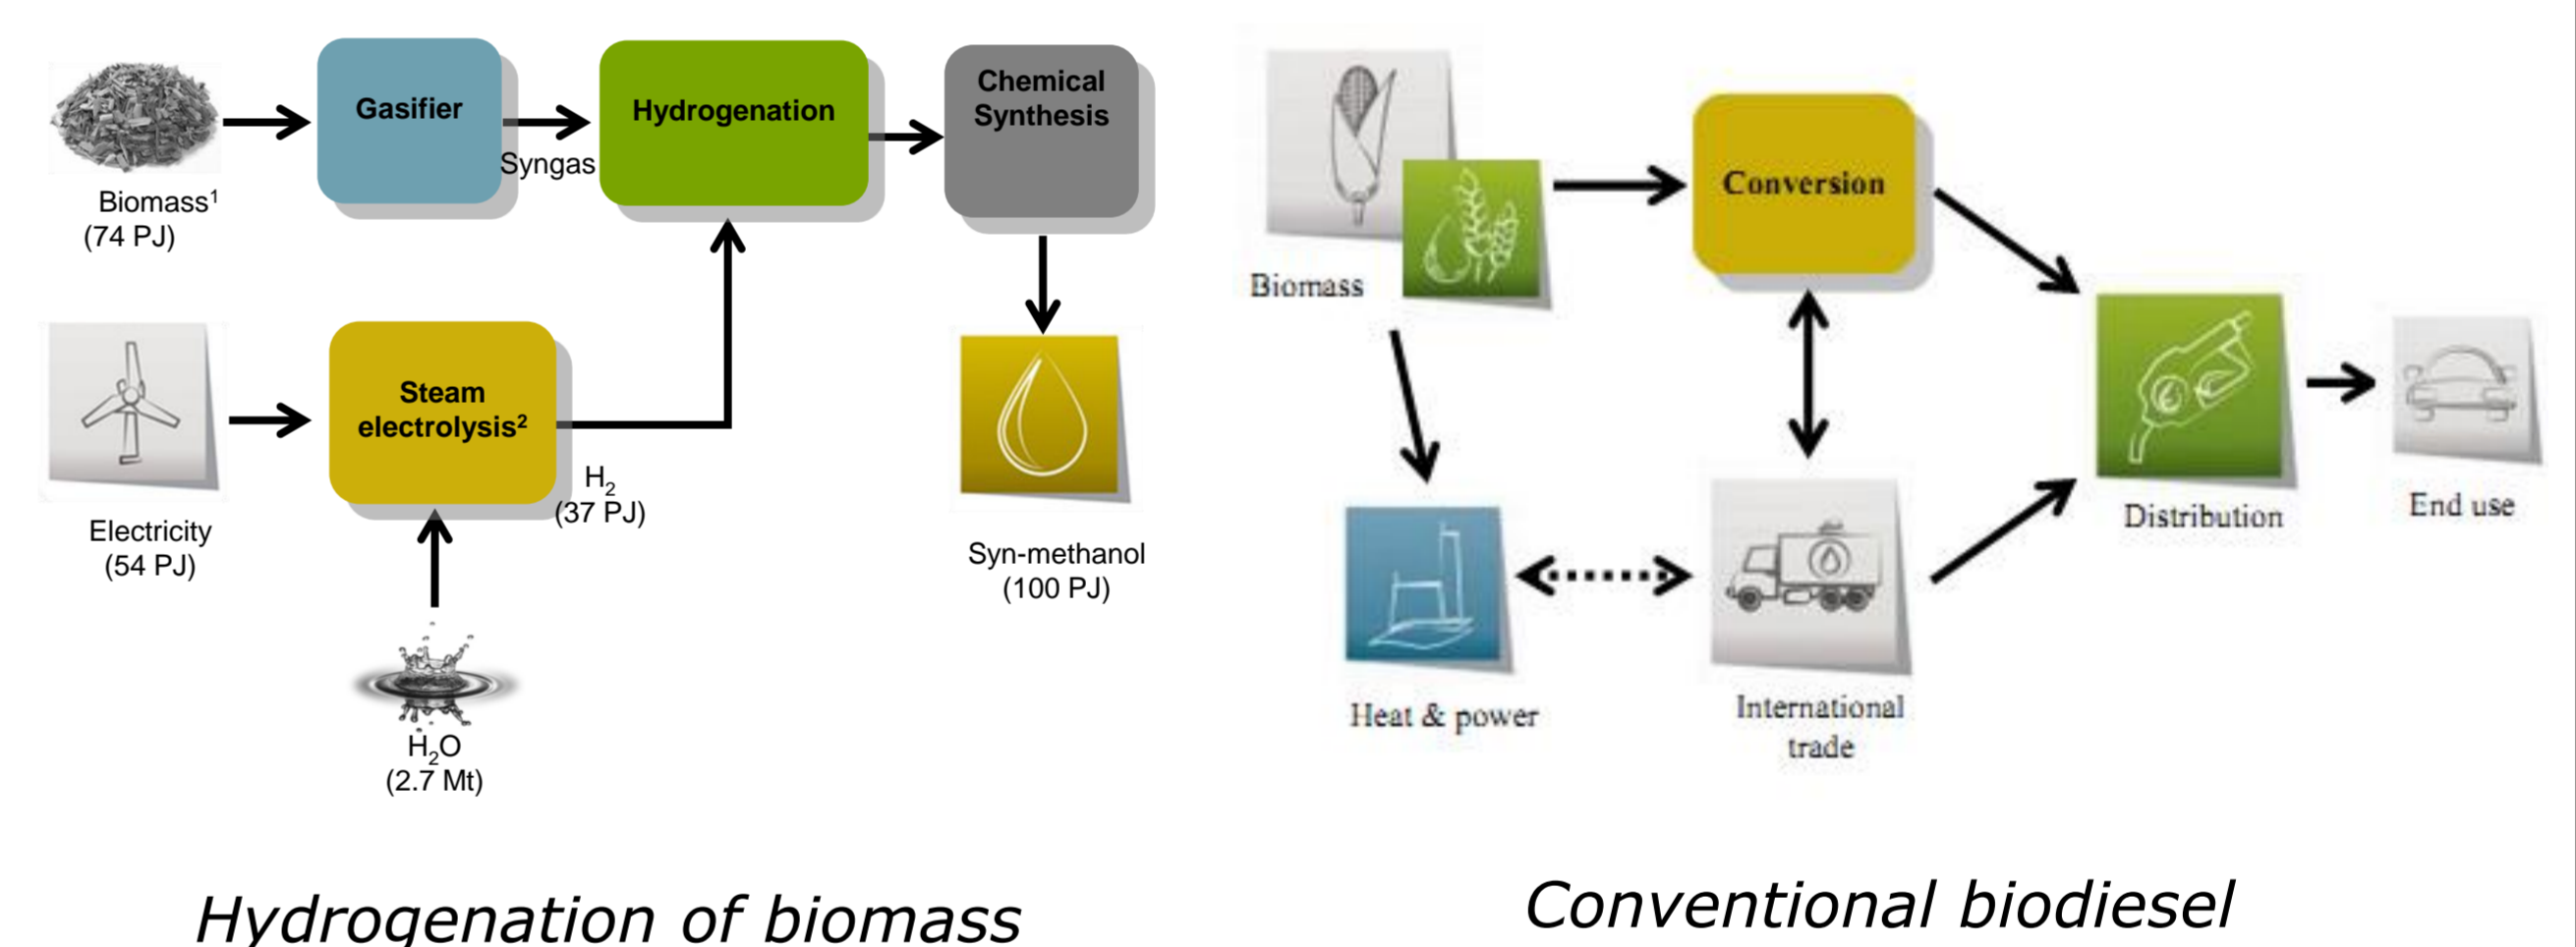 Gasifier
Hydrogenation
Chemical
Synthesis
Syngas
Biomass¹
(74 PJ)
Steam
electrolysis²
H₂
(37 PJ)
Electricity
(54 PJ)
Syn-methanol
(100 PJ)
H₂O
(2.7 Mt)
Hydrogenation of biomass
Conversion
Biomass
Distribution
End use
Heat & power
International
trade
Conventional biodiesel